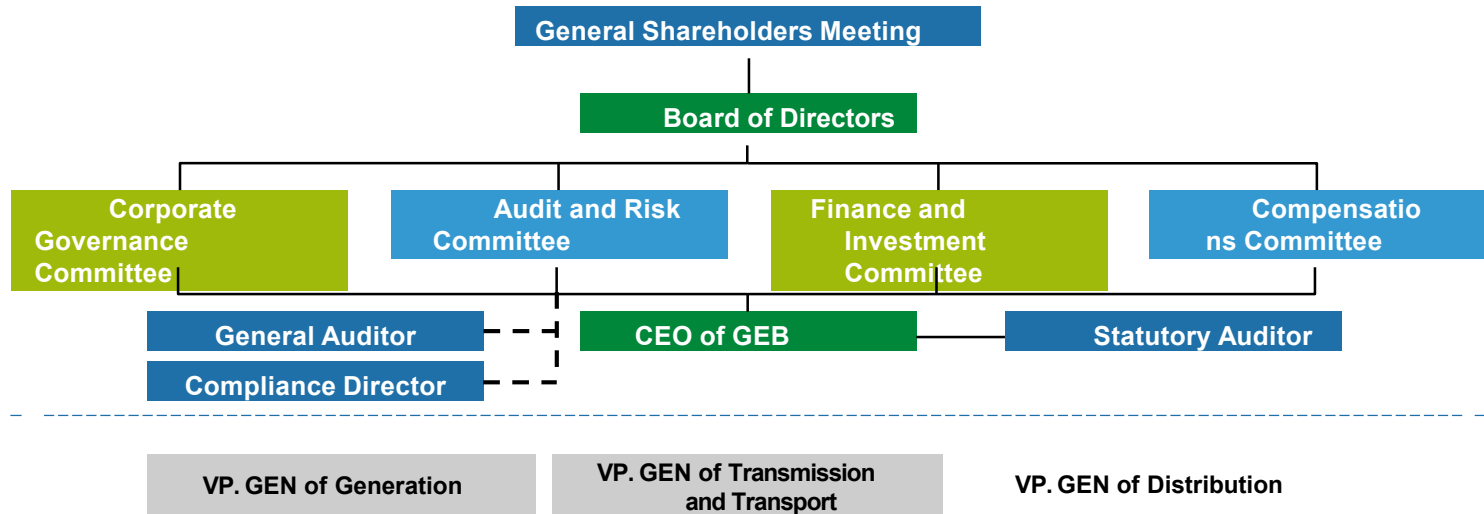 General Shareholders Meeting
Board of Directors
Corporate
Governance
Committee
Audit and Risk
Committee
Finance and
Investment
Committee
Compensatio
ns Committee
General Auditor
CEO of GEB
Statutory Auditor
Compliance Director
VP. GEN of Generation
VP. GEN of Transmission
and Transport
VP. GEN of Distribution